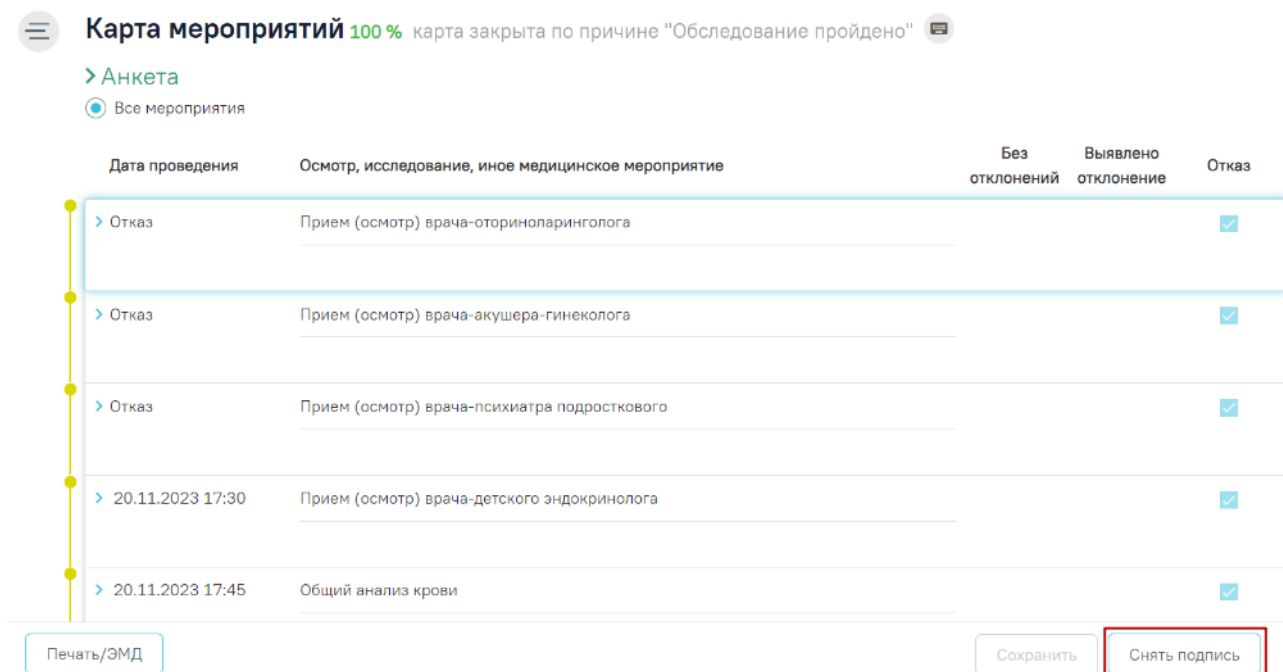 Карта мероприятий 100 % карта закрыта по причине "Обследование пройдено"
Анкета
Все мероприятия
Дата проведения Осмотр, исследование, иное медицинское мероприятие Без отклонений Выявлено отклонение Отказ
Отказ Прием (осмотр) врача-оториноларинголога
Отказ Прием (осмотр) врача-акушера-гинеколога
Отказ Прием (осмотр) врача-психиатра подросткового
20.11.2023 17:30 Прием (осмотр) врача-детского эндокринолога
20.11.2023 17:45 Общий анализ крови
Печать/ЭМД Сохранить Снять подпись